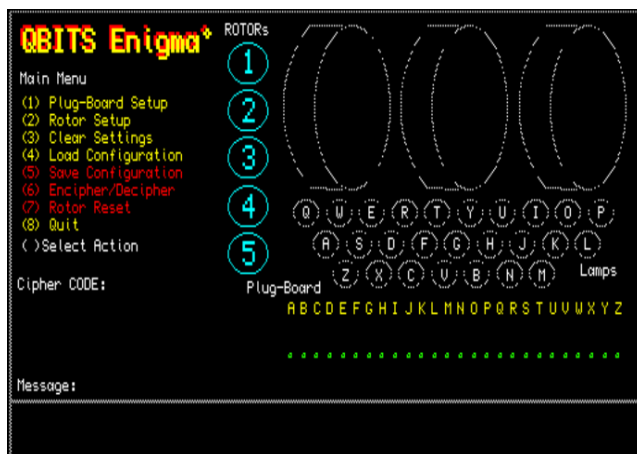 QBITS Enigma°
ROTORs
Main Menu
(1) Plug-Board Setup
(2) Rotor Setup
(3) Clear Settings
(4) Load Configuration
(5) Save Configuration
(6) Encipher/Decipher
(7) Rotor Reset
(8) Quit
( )Select Action
1
2
3
4
5
Q W E R T Y U I O P
A S D F G H J K L
Z X C V B N M Lamps
Cipher CODE:
Plug-Board
A B C D E F G H I J K L M N O P Q R S T U V W X Y Z
Message: